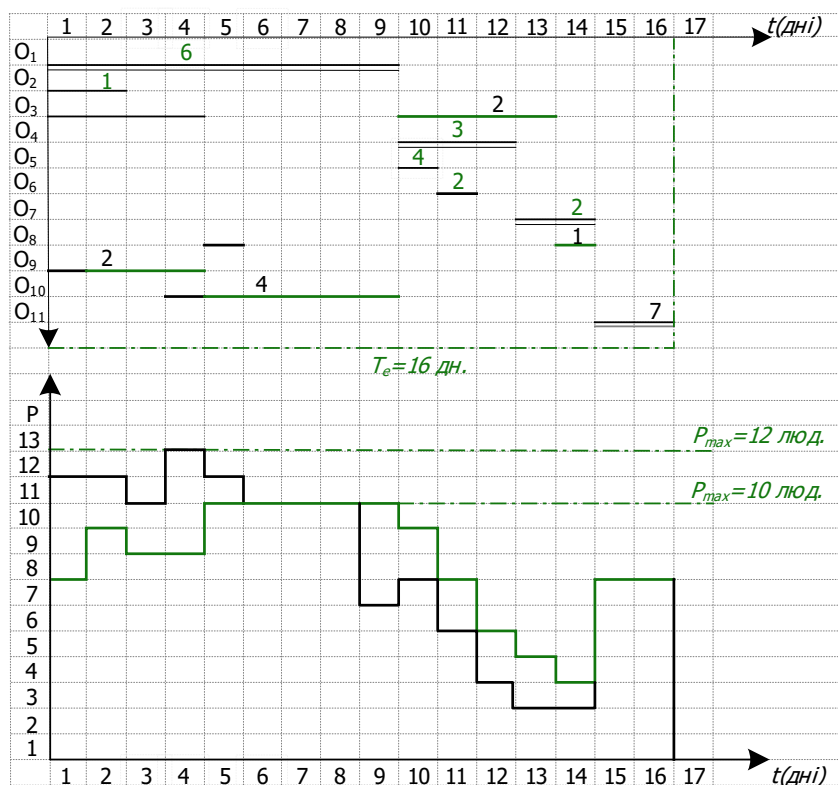 1 2 3 4 5 6 7 8 9 10 11 12 13 14 15 16 17 t(дні)
O1 6
O2 1
O3 2
O4 3
O5 4
O6 2
O7 2
O8 1
O9 2
O10 4
O11 7
Te=16 дн.
P
13 Pmax=12 люд.
12
11 Pmax=10 люд.
10
9
8
7
6
5
4
3
2
1
1 2 3 4 5 6 7 8 9 10 11 12 13 14 15 16 17 t(дні)